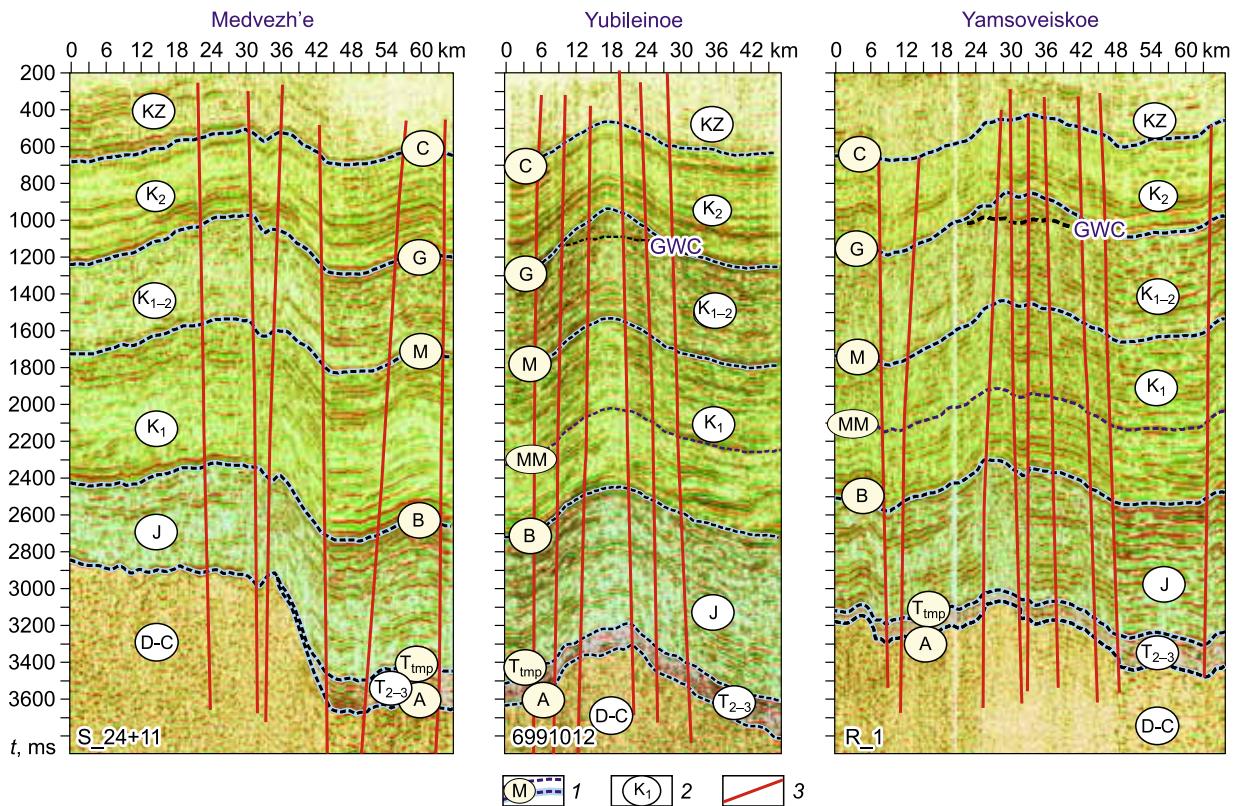 Medvezh'e
Yubileinoe
Yamsoveiskoe
0 6 12 18 24 30 36 42 48 54 60 km
0 6 12 18 24 30 36 42 km
0 6 12 18 24 30 36 42 48 54 60 km
200
400
600
800
1000
1200
1400
1600
1800
2000
2200
2400
2600
2800
3000
3200
3400
3600
t, ms
KZ
C
K2
G
K1–2
M
K1
B
J
D-C
Ttmp
T2–3
A
S_24+11
KZ
C
K2
GWC
G
K1–2
M
K1
MM
B
J
Ttmp
A
T2–3
D-C
6991012
KZ
C
K2
GWC
G
K1–2
M
K1
MM
B
J
Ttmp
A
T2–3
D-C
R_1
M 1
K1 2
3